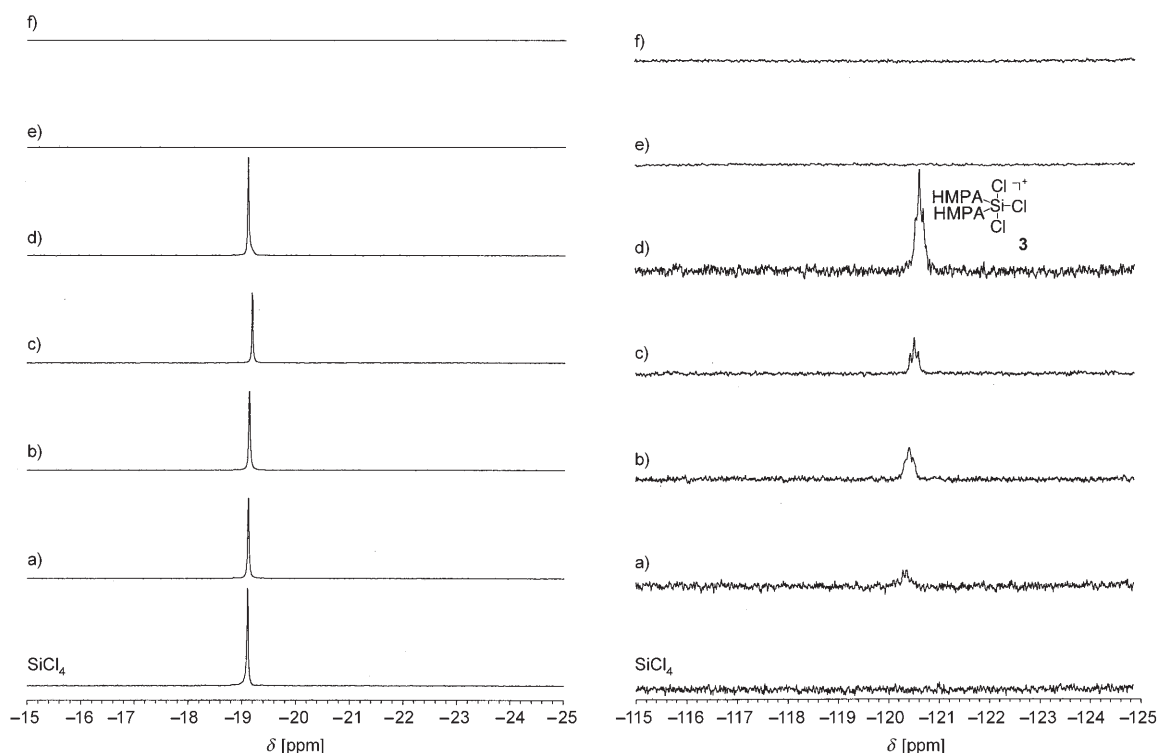 f)
e)
d)
c)
b)
a)
SiCl₄
–15 –16 –17 –18 –19 –20 –21 –22 –23 –24 –25
δ [ppm]
f)
e)
Cl ⁺
HMPA
Si Cl
HMPA
Cl
3
d)
c)
b)
a)
SiCl₄
–115 –116 –117 –118 –119 –120 –121 –122 –123 –124 –125
δ [ppm]